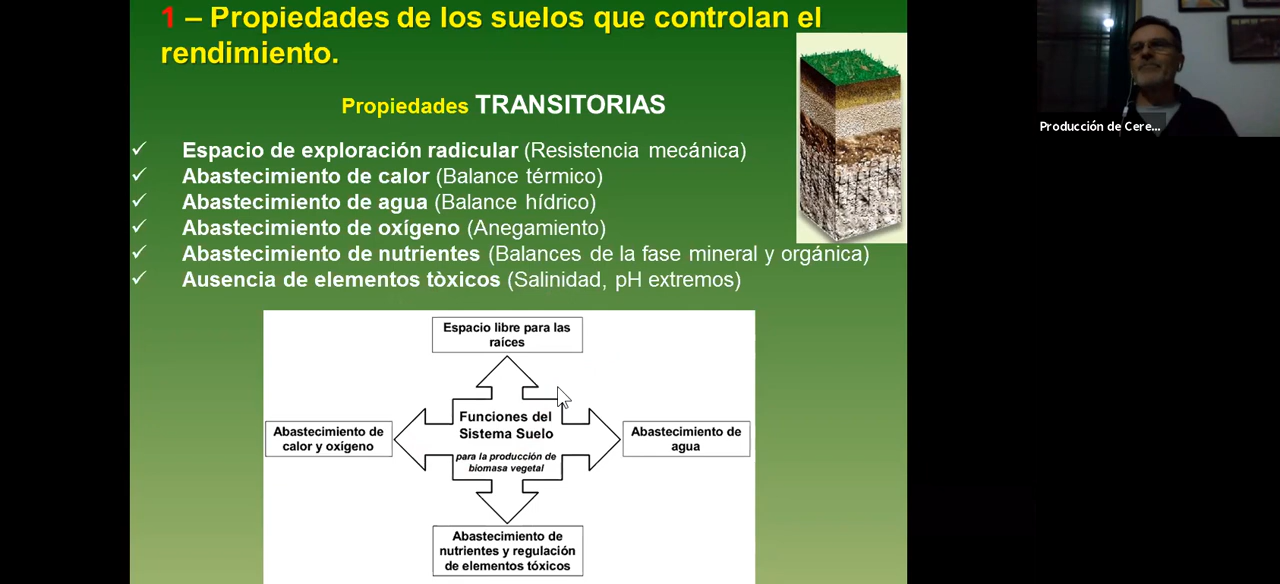 1 – Propiedades de los suelos que controlan el
rendimiento.
Propiedades TRANSITORIAS
✓ Espacio de exploración radicular (Resistencia mecánica)
✓ Abastecimiento de calor (Balance térmico)
✓ Abastecimiento de agua (Balance hídrico)
✓ Abastecimiento de oxígeno (Anegamiento)
✓ Abastecimiento de nutrientes (Balances de la fase mineral y orgánica)
✓ Ausencia de elementos tòxicos (Salinidad, pH extremos)
Espacio libre para las
raíces
Abastecimiento de
calor y oxígeno
Funciones del
Sistema Suelo
para la producción de
biomasa vegetal
Abastecimiento de
agua
Abastecimiento de
nutrientes y regulación
de elementos tóxicos
Producción de Cere...